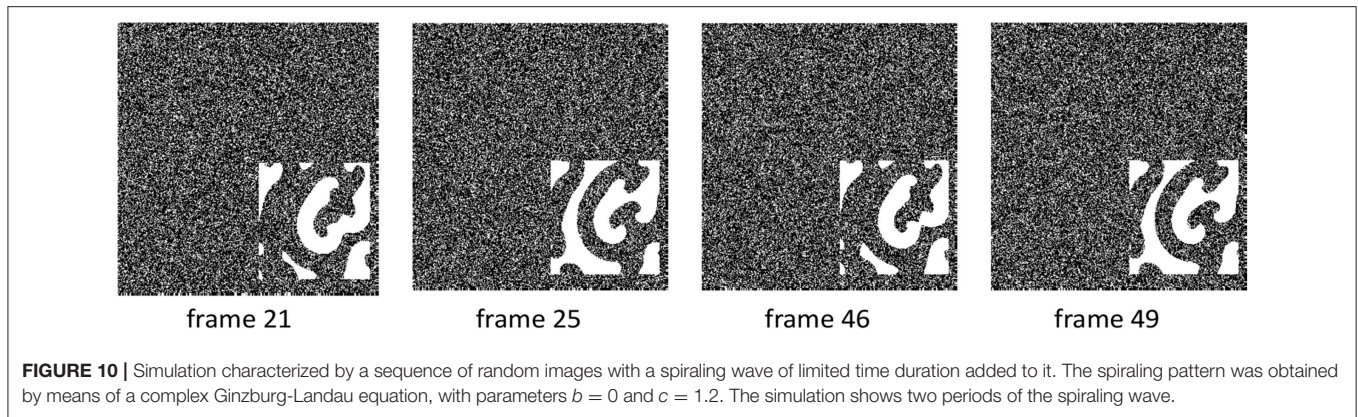 frame 21 frame 25 frame 46 frame 49
FIGURE 10 | Simulation characterized by a sequence of random images with a spiraling wave of limited time duration added to it. The spiraling pattern was obtained
by means of a complex Ginzburg-Landau equation, with parameters b = 0 and c = 1.2. The simulation shows two periods of the spiraling wave.